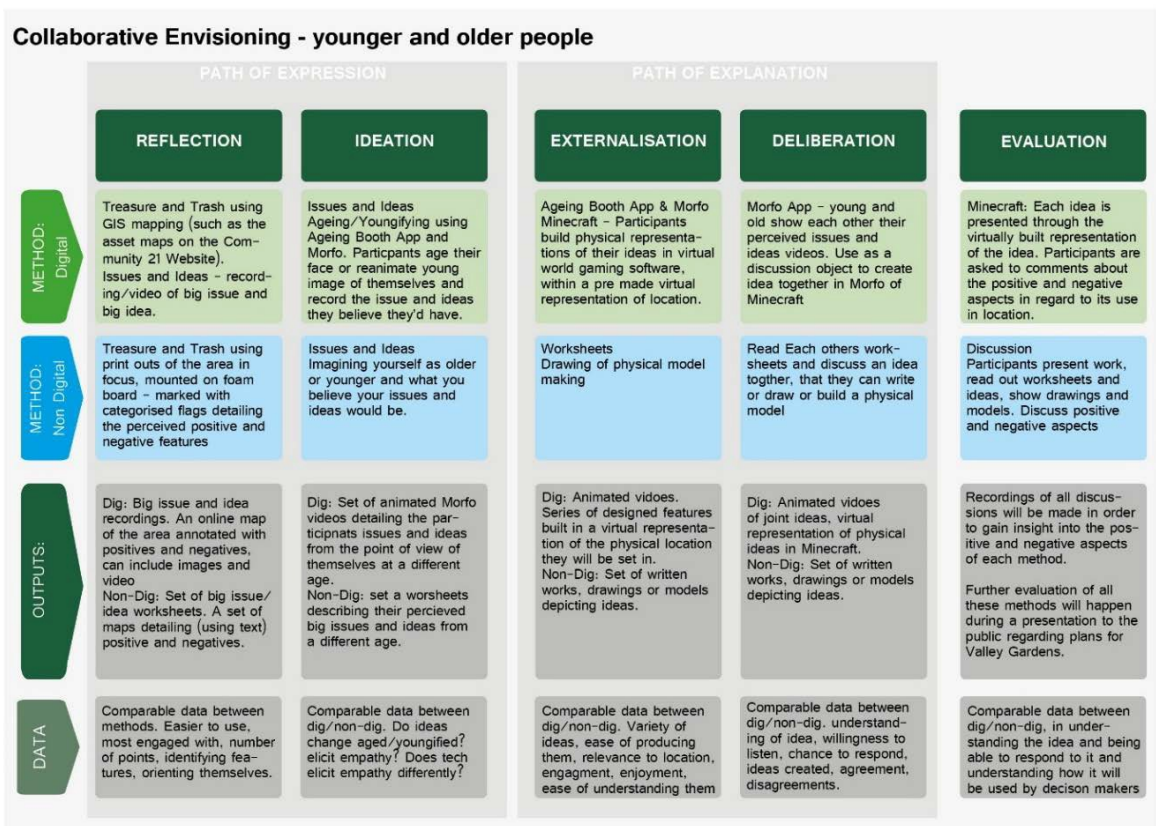 Collaborative Envisioning - younger and older people
PATH OF EXPRESSION
PATH OF EXPLANATION
REFLECTION
IDEATION
EXTERNALISATION
DELIBERATION
EVALUATION
METHOD:
Digital
Treasure and Trash using
GIS mapping (such as the
asset maps on the Com-
munity 21 Website).
Issues and Ideas - record-
ing/video of big issue and
big idea.
Issues and Ideas
Ageing/Youngifying using
Ageing Booth App and
Morfo. Particpants age their
face or reanimate young
image of themselves and
record the issue and ideas
they believe they'd have.
Ageing Booth App & Morfo
Minecraft - Participants
build physical representa-
tions of their ideas in virtual
world gaming software,
within a pre made virtual
representation of location.
Morfo App - young and
old show each other their
perceived issues and
ideas videos. Use as a
discussion object to create
idea together in Morfo of
Minecraft
Minecraft: Each idea is
presented through the
virtually built representation
of the idea. Participants are
asked to comments about
the positive and negative
aspects in regard to its use
in location.
METHOD:
Non Digital
Treasure and Trash using
print outs of the area in
focus, mounted on foam
board - marked with
categorised flags detailing
the perceived positive and
negative features
Issues and Ideas
Imagining yourself as older
or younger and what you
believe your issues and
ideas would be.
Worksheets
Drawing of physical model
making
Read Each others work-
sheets and discuss an idea
togther, that they can write
or draw or build a physical
model
Discussion
Participants present work,
read out worksheets and
ideas, show drawings and
models. Discuss positive
and negative aspects
OUTPUTS:
Dig: Big issue and idea
recordings. An online map
of the area annotated with
positives and negatives,
can include images and
video
Non-Dig: Set of big issue/
idea worksheets. A set of
maps detailing (using text)
positive and negatives.
Dig: Set of animated Morfo
videos detailing the par-
ticipnats issues and ideas
from the point of view of
themselves at a different
age.
Non-Dig: set a worsheets
describing their percieved
big issues and ideas from
a different age.
Dig: Animated vidoes.
Series of designed features
built in a virtual representa-
tion of the physical location
they will be set in.
Non-Dig: Set of written
works, drawings or models
depicting ideas.
Dig: Animated vidoes
of joint ideas, virtual
representation of physical
ideas in Minecraft.
Non-Dig: Set of written
works, drawings or models
depicting ideas.
Recordings of all discus-
sions will be made in order
to gain insight into the pos-
itive and negative aspects
of each method.
Further evaluation of all
these methods will happen
during a presentation to the
public regarding plans for
Valley Gardens.
DATA
Comparable data between
methods. Easier to use,
most engaged with, number
of points, identifying fea-
tures, orienting themselves.
Comparable data between
dig/non-dig. Do ideas
change aged/youngified?
elicit empathy? Does tech
elicit empathy differently?
Comparable data between
dig/non-dig. Variety of
ideas, ease of producing
them, relevance to location,
engagment, enjoyment,
ease of understanding them
Comparable data between
dig/non-dig. understand-
ing of idea, willingness to
listen, chance to respond,
ideas created, agreement,
disagreements.
Comparable data between
dig/non-dig, in under-
standing the idea and being
able to respond to it and
understanding how it will
be used by decison makers